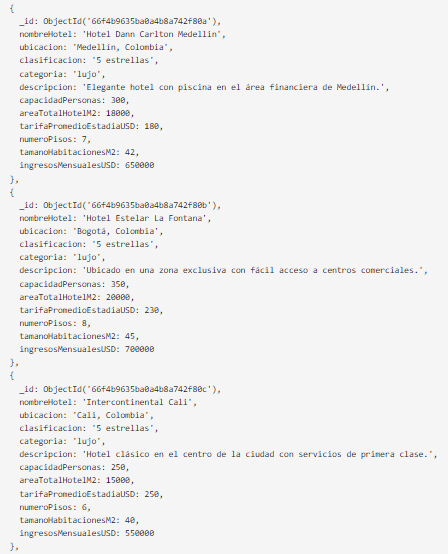 {
_id: ObjectId('66f4b9635ba0a4b8a742f80a'),
nombreHotel: 'Hotel Dann Carlton Medellin',
ubicacion: 'Medellín, Colombia',
clasificacion: '5 estrellas',
categoria: 'lujo',
descripcion: 'Elegante hotel con piscina en el área financiera de Medellín.',
capacidadPersonas: 300,
areaTotalHotelM2: 18000,
tarifaPromedioEstadiaUSD: 180,
numeroPisos: 7,
tamanoHabitacionesM2: 42,
ingresosMensualesUSD: 650000
},
{
_id: ObjectId('66f4b9635ba0a4b8a742f80b'),
nombreHotel: 'Hotel Estelar La Fontana',
ubicacion: 'Bogotá, Colombia',
clasificacion: '5 estrellas',
categoria: 'lujo',
descripcion: 'Ubicado en una zona exclusiva con fácil acceso a centros comerciales.',
capacidadPersonas: 350,
areaTotalHotelM2: 20000,
tarifaPromedioEstadiaUSD: 230,
numeroPisos: 8,
tamanoHabitacionesM2: 45,
ingresosMensualesUSD: 700000
},
{
_id: ObjectId('66f4b9635ba0a4b8a742f80c'),
nombreHotel: 'Intercontinental Cali',
ubicacion: 'Cali, Colombia',
clasificacion: '5 estrellas',
categoria: 'lujo',
descripcion: 'Hotel clásico en el centro de la ciudad con servicios de primera clase.',
capacidadPersonas: 250,
areaTotalHotelM2: 15000,
tarifaPromedioEstadiaUSD: 250,
numeroPisos: 6,
tamanoHabitacionesM2: 40,
ingresosMensualesUSD: 550000
},